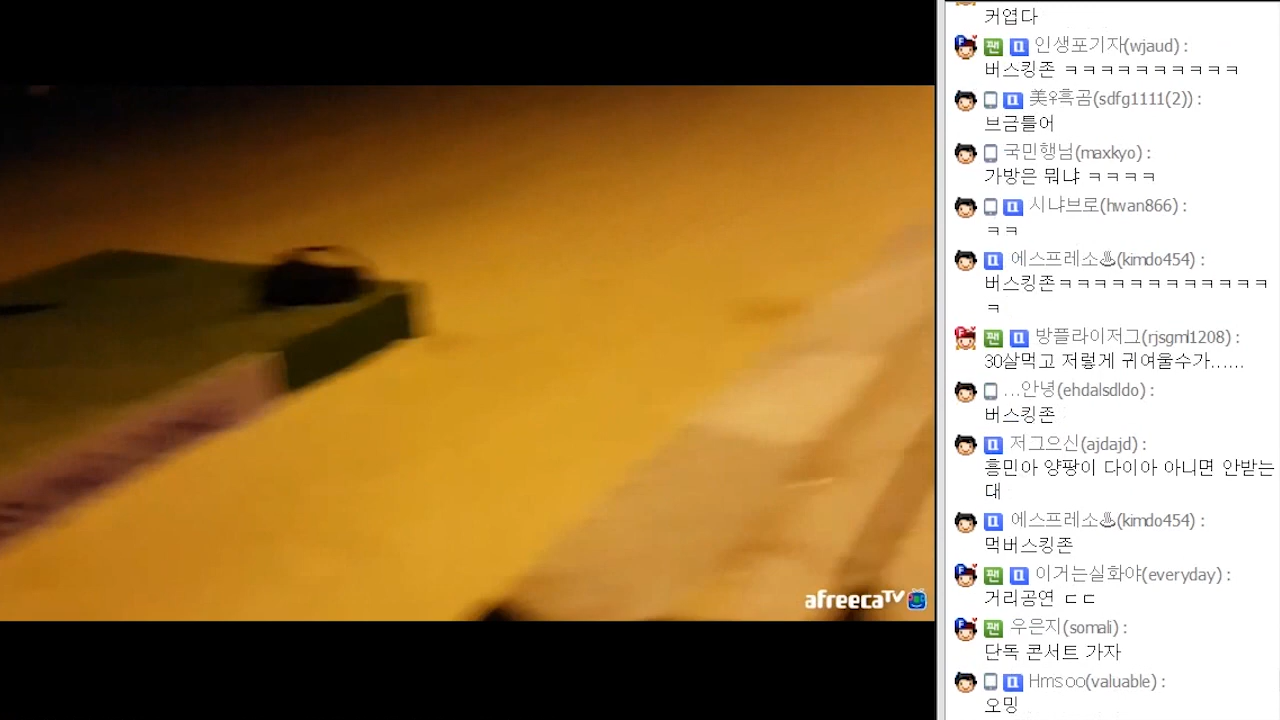 커엽다
팬 인생포기자(wjaud) :
버스킹존 ㅋㅋㅋㅋㅋㅋㅋㅋㅋㅋ
美♀흑곰(sdfg1111(2)) :
브금틀어
국민행님(maxkyo) :
가방은 뭐냐 ㅋㅋㅋㅋ
시냐브로(hwan866) :
ㅋㅋ
에스프레소♨(kimdo454) :
버스킹존ㅋㅋㅋㅋㅋㅋㅋㅋㅋㅋㅋㅋ
ㅋ
팬 방플라이저그(rjsgml1208) :
30살먹고 저렇게 귀여울수가......
...안녕(ehdalsdldo) :
버스킹존
저그으신(ajdajd) :
흥민아 양팡이 다이아 아니면 안받는
대
에스프레소♨(kimdo454) :
먹버스킹존
팬 이거는실화야(everyday) :
거리공연 ㄷㄷ
팬 우은지(somali) :
단독 콘서트 가자
Hmsoo(valuable) :
오밍
afreecaTV